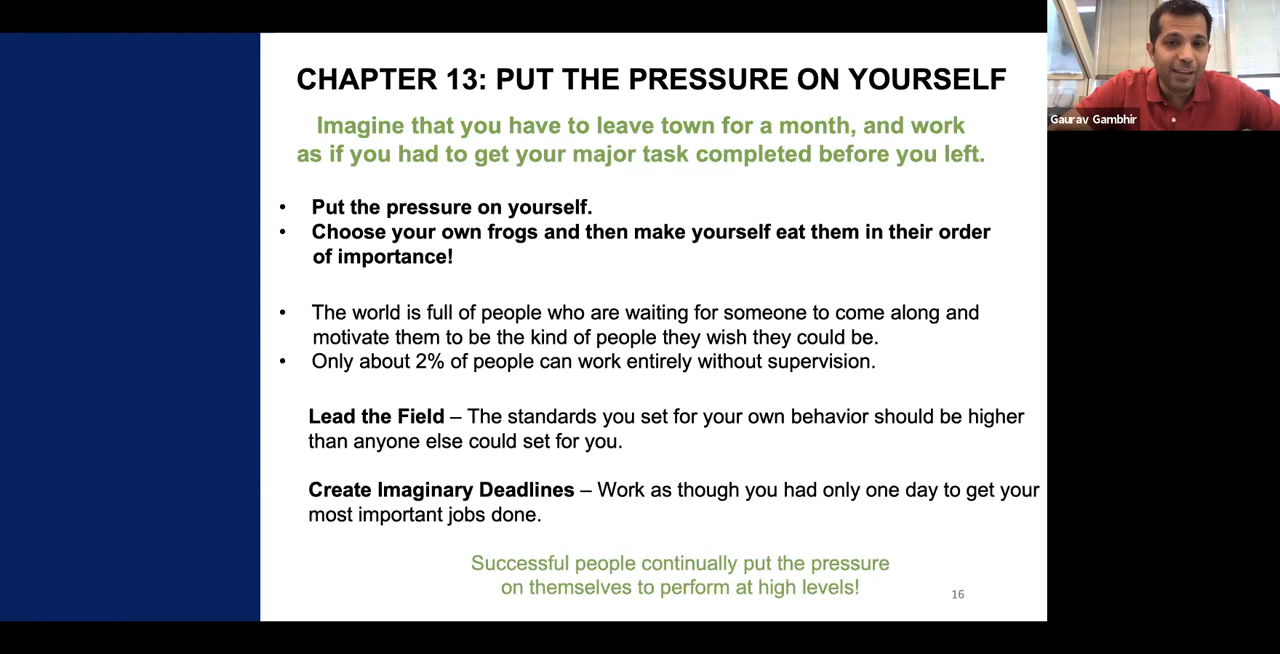 CHAPTER 13: PUT THE PRESSURE ON YOURSELF
Imagine that you have to leave town for a month, and work
as if you had to get your major task completed before you left.
• Put the pressure on yourself.
• Choose your own frogs and then make yourself eat them in their order
of importance!
• The world is full of people who are waiting for someone to come along and
motivate them to be the kind of people they wish they could be.
• Only about 2% of people can work entirely without supervision.
Lead the Field – The standards you set for your own behavior should be higher
than anyone else could set for you.
Create Imaginary Deadlines – Work as though you had only one day to get your
most important jobs done.
Successful people continually put the pressure
on themselves to perform at high levels!
16
Gaurav Gambhir